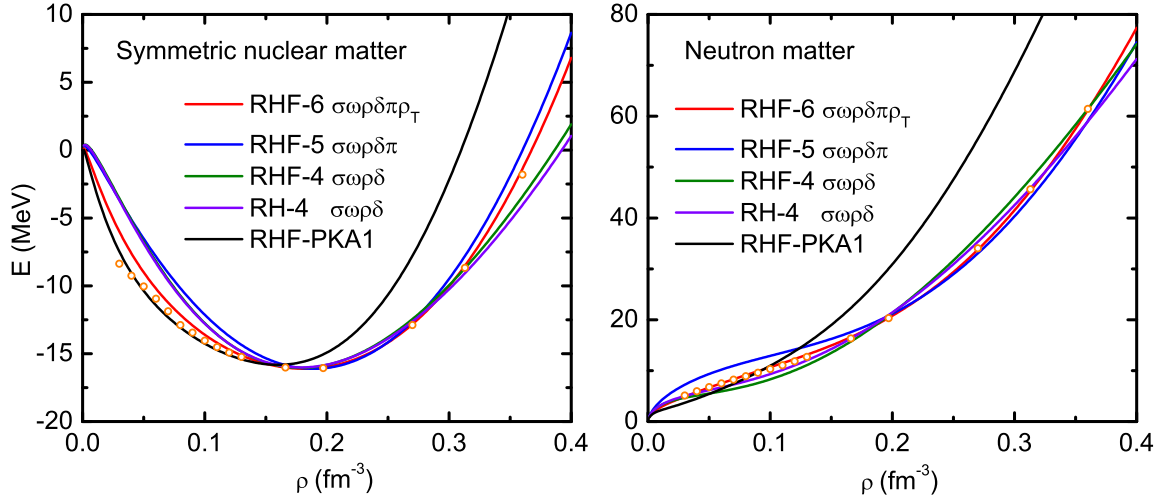 Symmetric nuclear matter
RHF-6 σωρδπρ_T
RHF-5 σωρδπ
RHF-4 σωρδ
RH-4 σωρδ
RHF-PKA1
10
5
0
-5
-10
-15
-20
E (MeV)
0.0 0.1 0.2 0.3 0.4
ρ (fm⁻³)
Neutron matter
RHF-6 σωρδπρ_T
RHF-5 σωρδπ
RHF-4 σωρδ
RH-4 σωρδ
RHF-PKA1
80
60
40
20
0
0.0 0.1 0.2 0.3 0.4
ρ (fm⁻³)